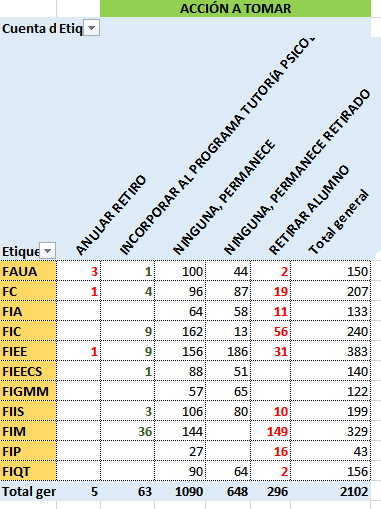 ACCIÓN A TOMAR
Cuenta d Etiq
Etique ANULAR RETIRO INCORPORAR AL PROGRAMA TUTORÍA NINGUNA, PERMANECE NINGUNA, PERMANECE RETIRADO RETIRAR ALUMNO Total general
FAUA 3 1 100 44 2 150
FC 1 4 96 87 19 207
FIA 64 58 11 133
FIC 9 162 13 56 240
FIEE 1 9 156 186 31 383
FIEECS 1 88 51 140
FIGMM 57 65 122
FIIS 3 106 80 10 199
FIM 36 144 149 329
FIP 27 16 43
FIQT 90 64 2 156
Total ger 5 63 1090 648 296 2102